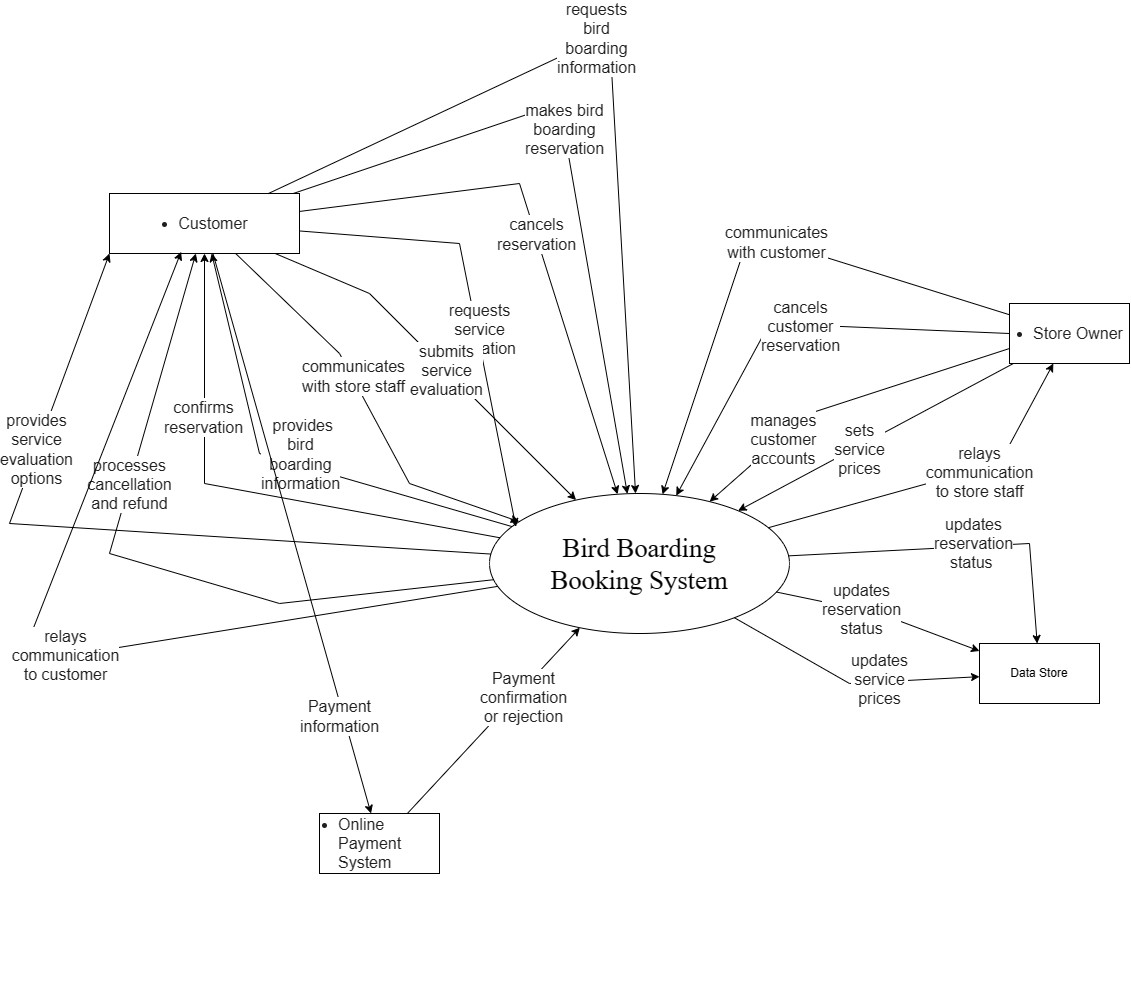 requests
bird
boarding
information
makes bird
boarding
reservation
• Customer
cancels
reservation
communicates
with customer
requests
service
ation
submits
service
evaluation
cancels
customer
reservation
• Store Owner
communicates
with store staff
confirms
reservation
provides
service
evaluation
options
provides
bird
boarding
information
processes
cancellation
and refund
manages
customer
accounts
sets
service
prices
relays
communication
to store staff
updates
reservation
status
Bird Boarding
Booking System
updates
reservation
status
relays
communication
to customer
updates
service
prices
Data Store
Payment
confirmation
or rejection
Payment
information
• Online
Payment
System